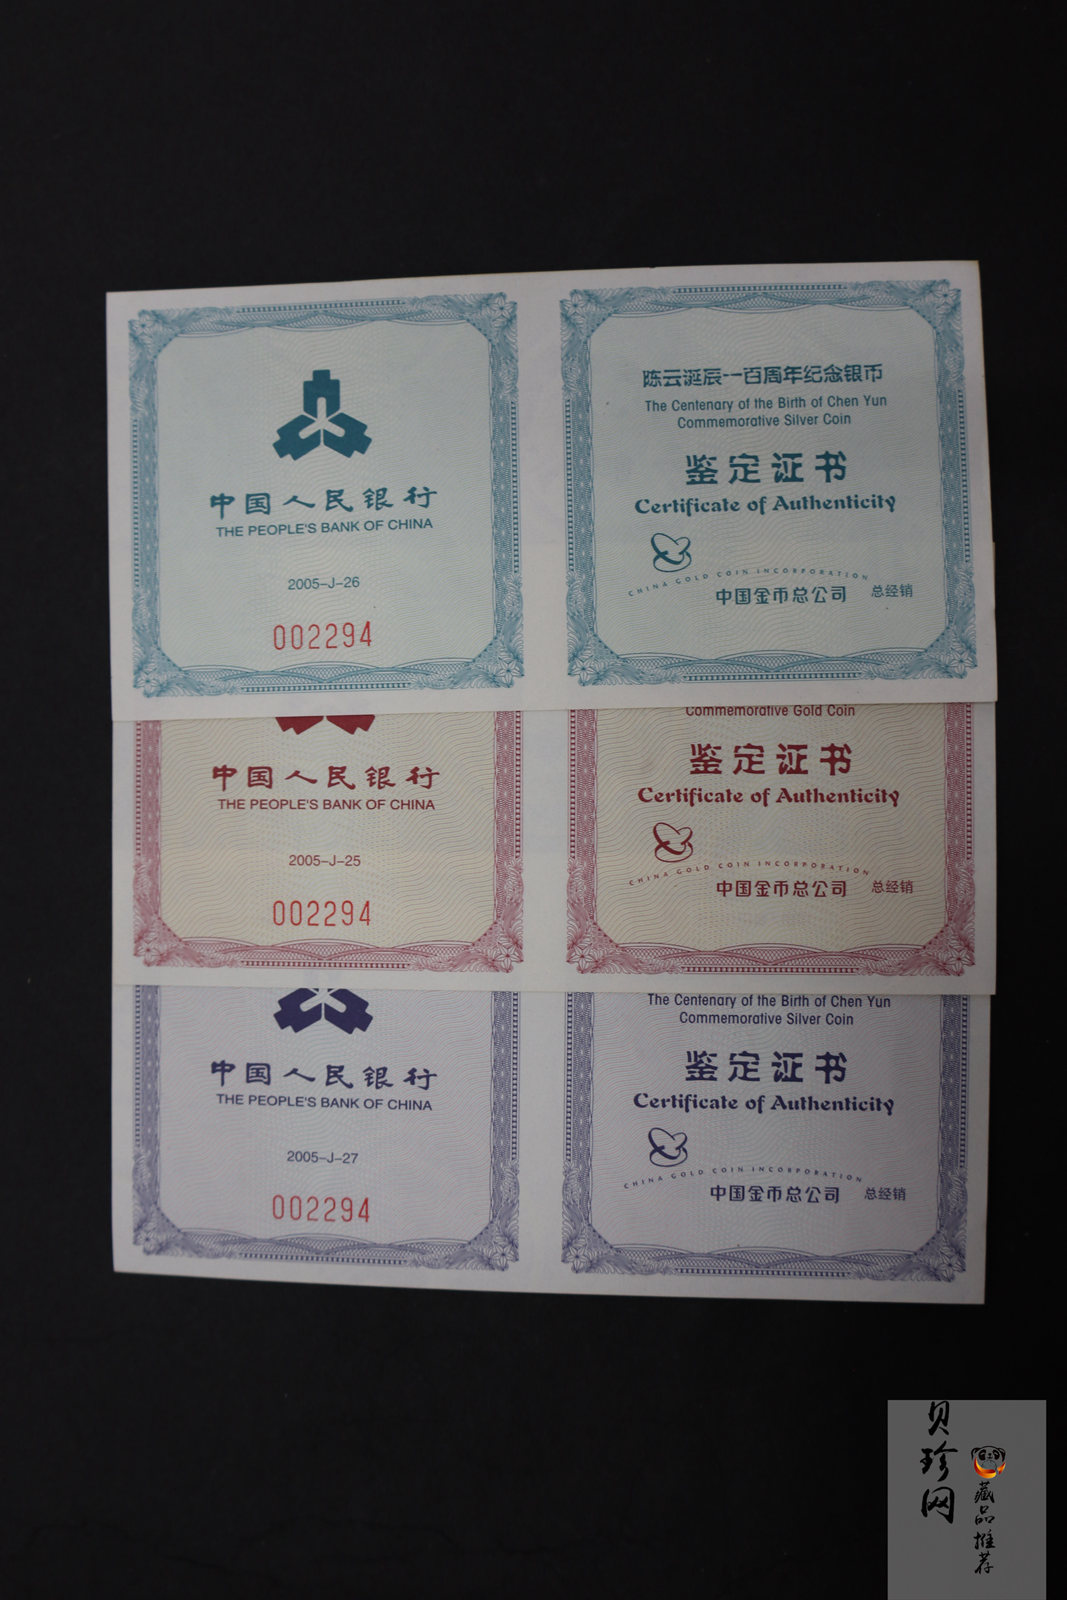 中国人民银行
THE PEOPLE'S BANK OF CHINA
2005-J-26
002294
陈云诞辰一百周年纪念银币
The Centenary of the Birth of Chen Yun
Commemorative Silver Coin
鉴定证书
Certificate of Authenticity
CHINA GOLD COIN INCORPORATION
中国金币总公司 总经销
中国人民银行
THE PEOPLE'S BANK OF CHINA
2005-J-25
002294
Commemorative Gold Coin
鉴定证书
Certificate of Authenticity
CHINA GOLD COIN INCORPORATION
中国金币总公司 总经销
中国人民银行
THE PEOPLE'S BANK OF CHINA
2005-J-27
002294
The Centenary of the Birth of Chen Yun
Commemorative Silver Coin
鉴定证书
Certificate of Authenticity
CHINA GOLD COIN INCORPORATION
中国金币总公司 总经销
贝珍网
藏品推荐